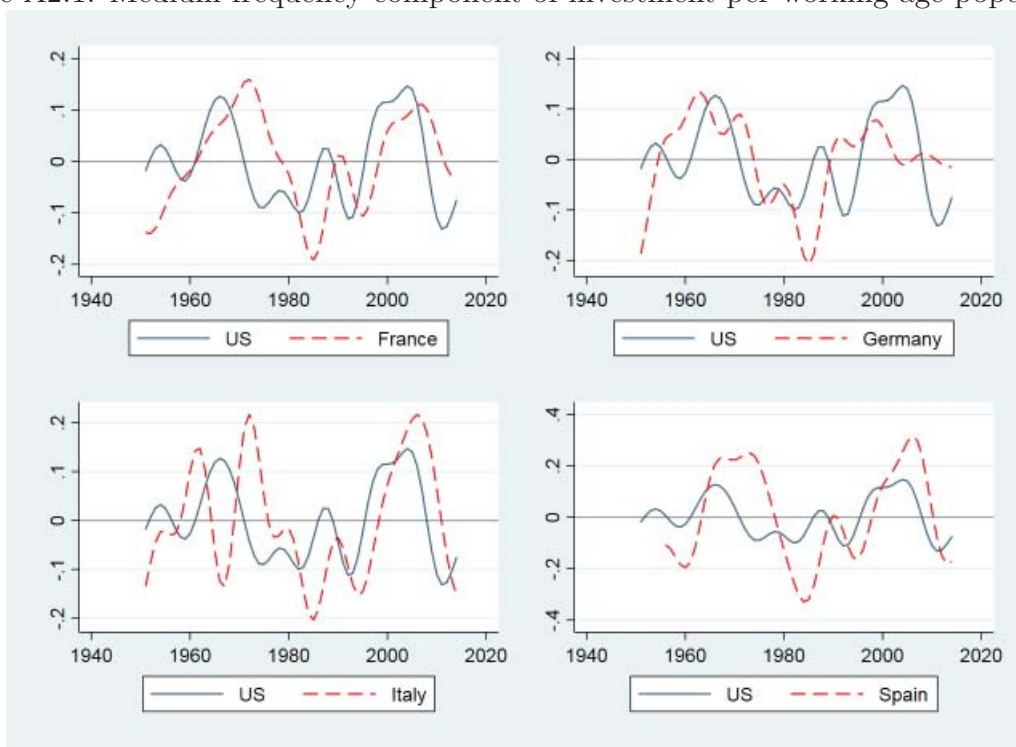 A2.1: Medium frequency component of investment per working age
.2 .2
.1 .1
0 0
-.1 -.1
-.2 -.2
1940 1960 1980 2000 2020 1940 1960 1980 2000 2020
US France US Germany
.2 .4
.1 .2
0 0
-.1 -.2
-.2 -.4
1940 1960 1980 2000 2020 1940 1960 1980 2000 2020
US Italy US Spain